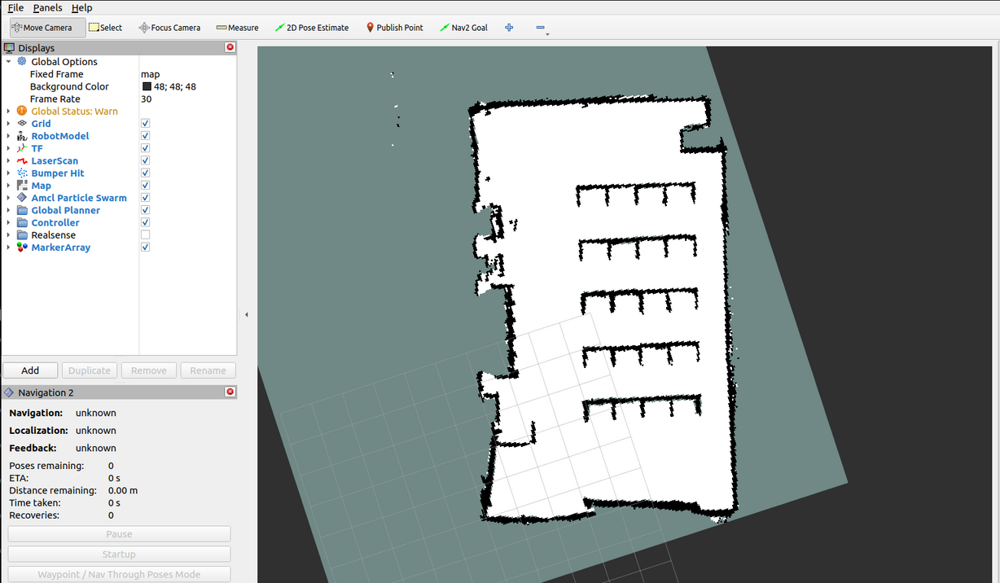 File Panels Help
Move Camera Select Focus Camera Measure 2D Pose Estimate Publish Point Nav2 Goal
Displays
Global Options
Fixed Frame map
Background Color 48; 48; 48
Frame Rate 30
Global Status: Warn
Grid
RobotModel
TF
LaserScan
Bumper Hit
Map
Amcl Particle Swarm
Global Planner
Controller
Realsense
MarkerArray
Add Duplicate Remove Rename
Navigation 2
Navigation: unknown
Localization: unknown
Feedback: unknown
Poses remaining: 0
ETA: 0 s
Distance remaining: 0.00 m
Time taken: 0 s
Recoveries: 0
Pause
Startup
Waypoint / Nav Through Poses Mode